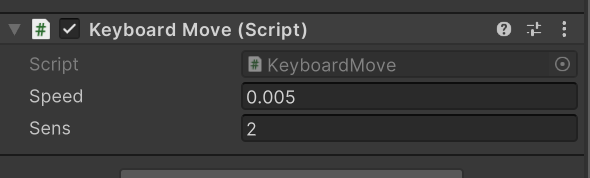 Keyboard Move (Script)
Script KeyboardMove
Speed 0.005
Sens 2